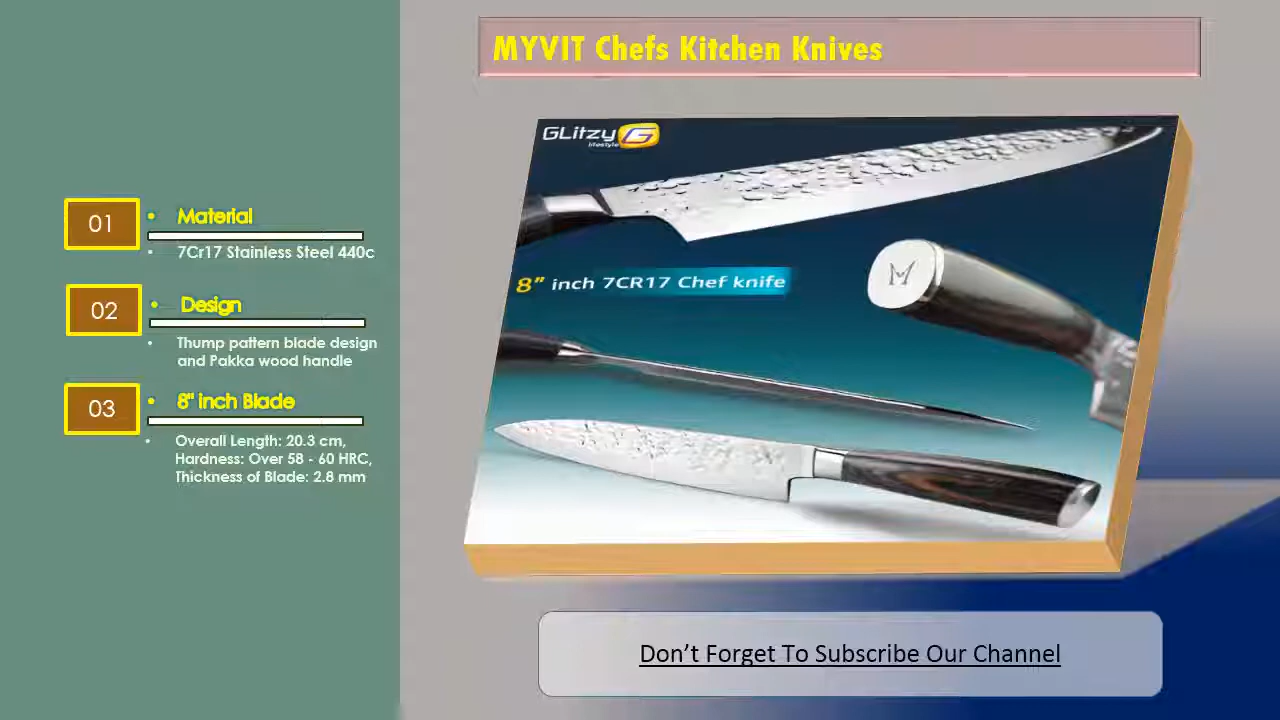 MYVIT Chefs Kitchen Knives
GLitzy G
lifestyle
8” inch 7CR17 Chef knife
M
01
• Material
• 7Cr17 Stainless Steel 440c
02
• Design
• Thump pattern blade design
and Pakka wood handle
03
• 8" inch Blade
• Overall Length: 20.3 cm,
Hardness: Over 58 - 60 HRC,
Thickness of Blade: 2.8 mm
Don’t Forget To Subscribe Our Channel